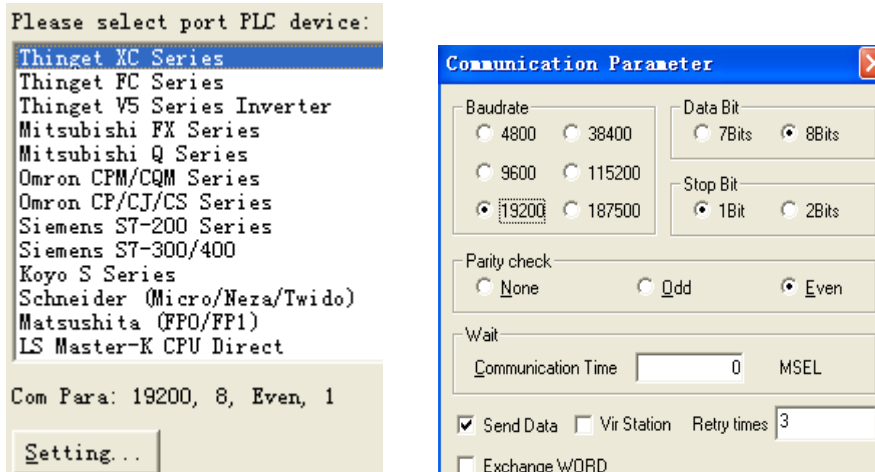 Please select port PLC device:
Thinget XC Series
Thinget FC Series
Thinget V5 Series Inverter
Mitsubishi FX Series
Mitsubishi Q Series
Omron CPM/CQM Series
Omron CP/CJ/CS Series
Siemens S7-200 Series
Siemens S7-300/400
Koyo S Series
Schneider (Micro/Neza/Twido)
Matsushita (FP0/FP1)
LS Master-K CPU Direct
Com Para: 19200, 8, Even, 1
Setting...
Communication Parameter
Baudrate
4800 38400
9600 115200
19200 187500
Data Bit
7Bits 8Bits
Stop Bit
1Bit 2Bits
Parity check
None Odd Even
Wait
Communication Time 0 MSEL
Send Data Vir Station Retry times 3
Exchange WORD